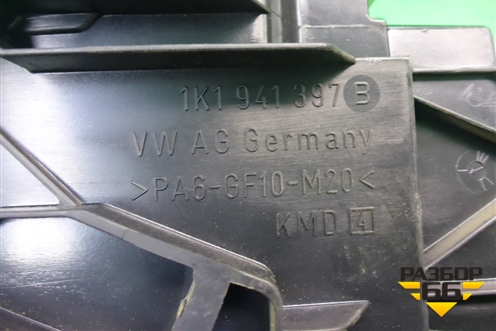 1K1 941 397 B
VW AG Germany
>PA6-GF10-M20<
KMD 4
РАЗБОР
66